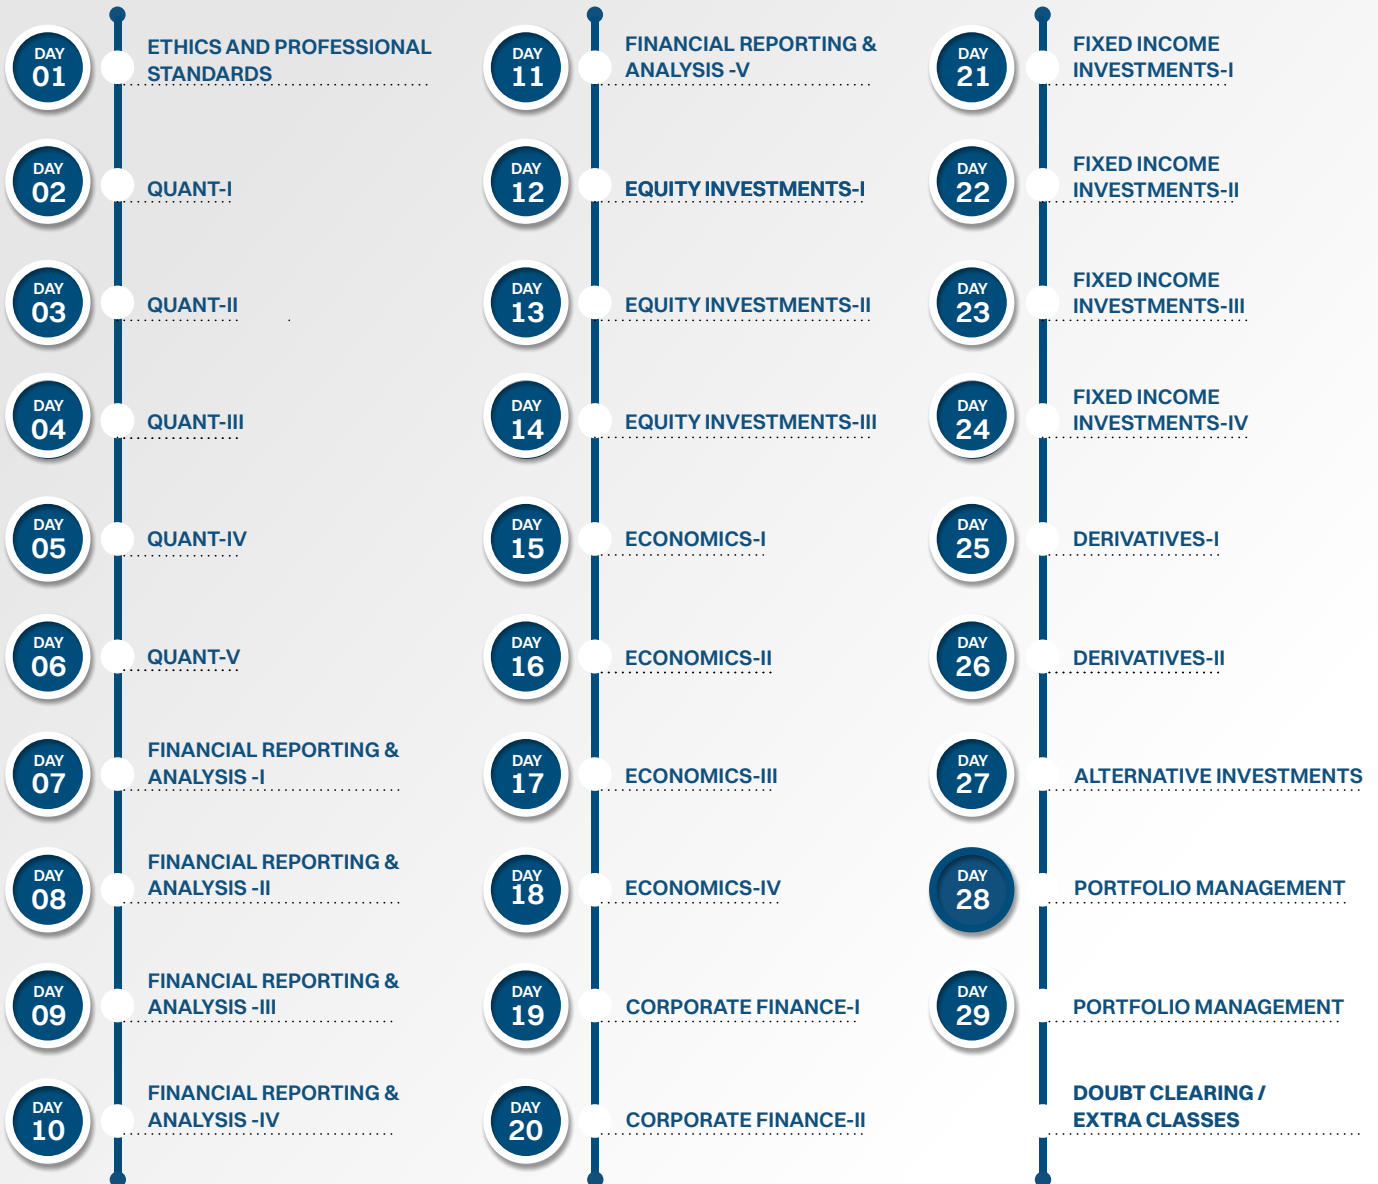 DAY
01
ETHICS AND PROFESSIONAL
STANDARDS
DAY
02
QUANT-I
DAY
03
QUANT-II
DAY
04
QUANT-III
DAY
05
QUANT-IV
DAY
06
QUANT-V
DAY
07
FINANCIAL REPORTING &
ANALYSIS -I
DAY
08
FINANCIAL REPORTING &
ANALYSIS -II
DAY
09
FINANCIAL REPORTING &
ANALYSIS -III
DAY
10
FINANCIAL REPORTING &
ANALYSIS -IV
DAY
11
FINANCIAL REPORTING &
ANALYSIS -V
DAY
12
EQUITY INVESTMENTS-I
DAY
13
EQUITY INVESTMENTS-II
DAY
14
EQUITY INVESTMENTS-III
DAY
15
ECONOMICS-I
DAY
16
ECONOMICS-II
DAY
17
ECONOMICS-III
DAY
18
ECONOMICS-IV
DAY
19
CORPORATE FINANCE-I
DAY
20
CORPORATE FINANCE-II
DAY
21
FIXED INCOME
INVESTMENTS-I
DAY
22
FIXED INCOME
INVESTMENTS-II
DAY
23
FIXED INCOME
INVESTMENTS-III
DAY
24
FIXED INCOME
INVESTMENTS-IV
DAY
25
DERIVATIVES-I
DAY
26
DERIVATIVES-II
DAY
27
ALTERNATIVE INVESTMENTS
DAY
28
PORTFOLIO MANAGEMENT
DAY
29
PORTFOLIO MANAGEMENT
DOUBT CLEARING /
EXTRA CLASSES